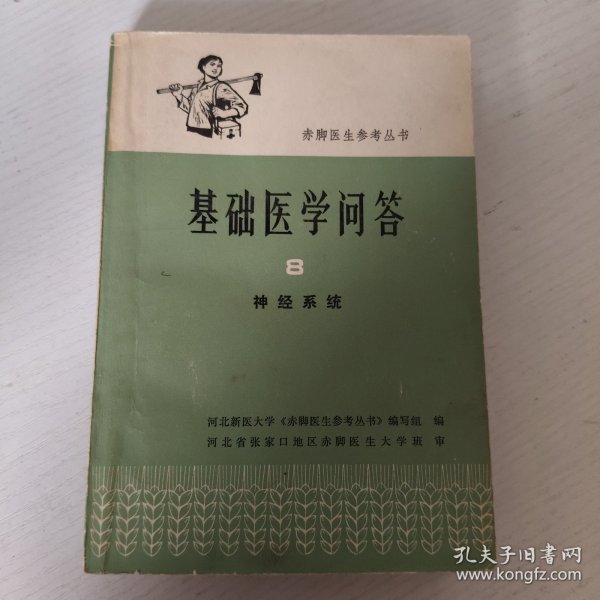 赤脚医生参考丛书
基础医学问答
8
神经系统
河北新医大学《赤脚医生参考丛书》编写组 编
河北省张家口地区赤脚医生大学班 审
孔夫子旧书网
www.kongfz.com